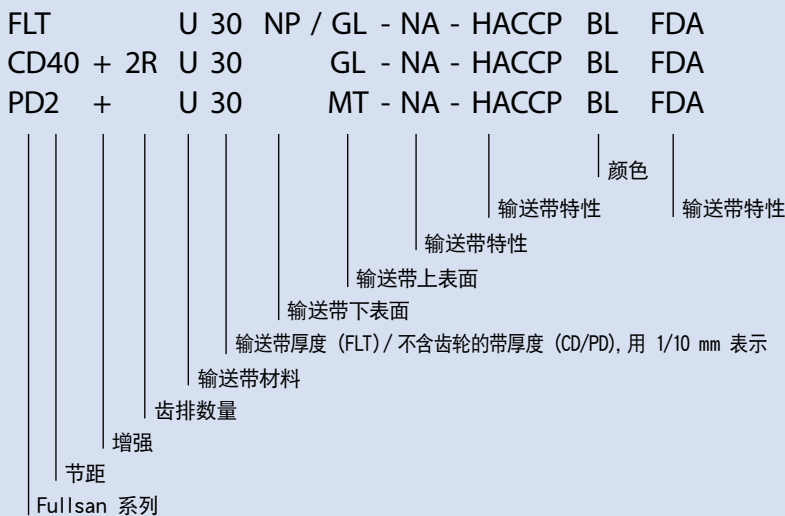 FLT U 30 NP / GL - NA - HACCP BL FDA
CD40 + 2R U 30 GL - NA - HACCP BL FDA
PD2 + U 30 MT - NA - HACCP BL FDA
颜色
输送带特性 输送带特性
输送带特性
输送带上表面
输送带下表面
输送带厚度 (FLT) / 不含齿轮的带厚度 (CD/PD), 用 1/10 mm 表示
输送带材料
齿排数量
增强
节距
Fullsan 系列